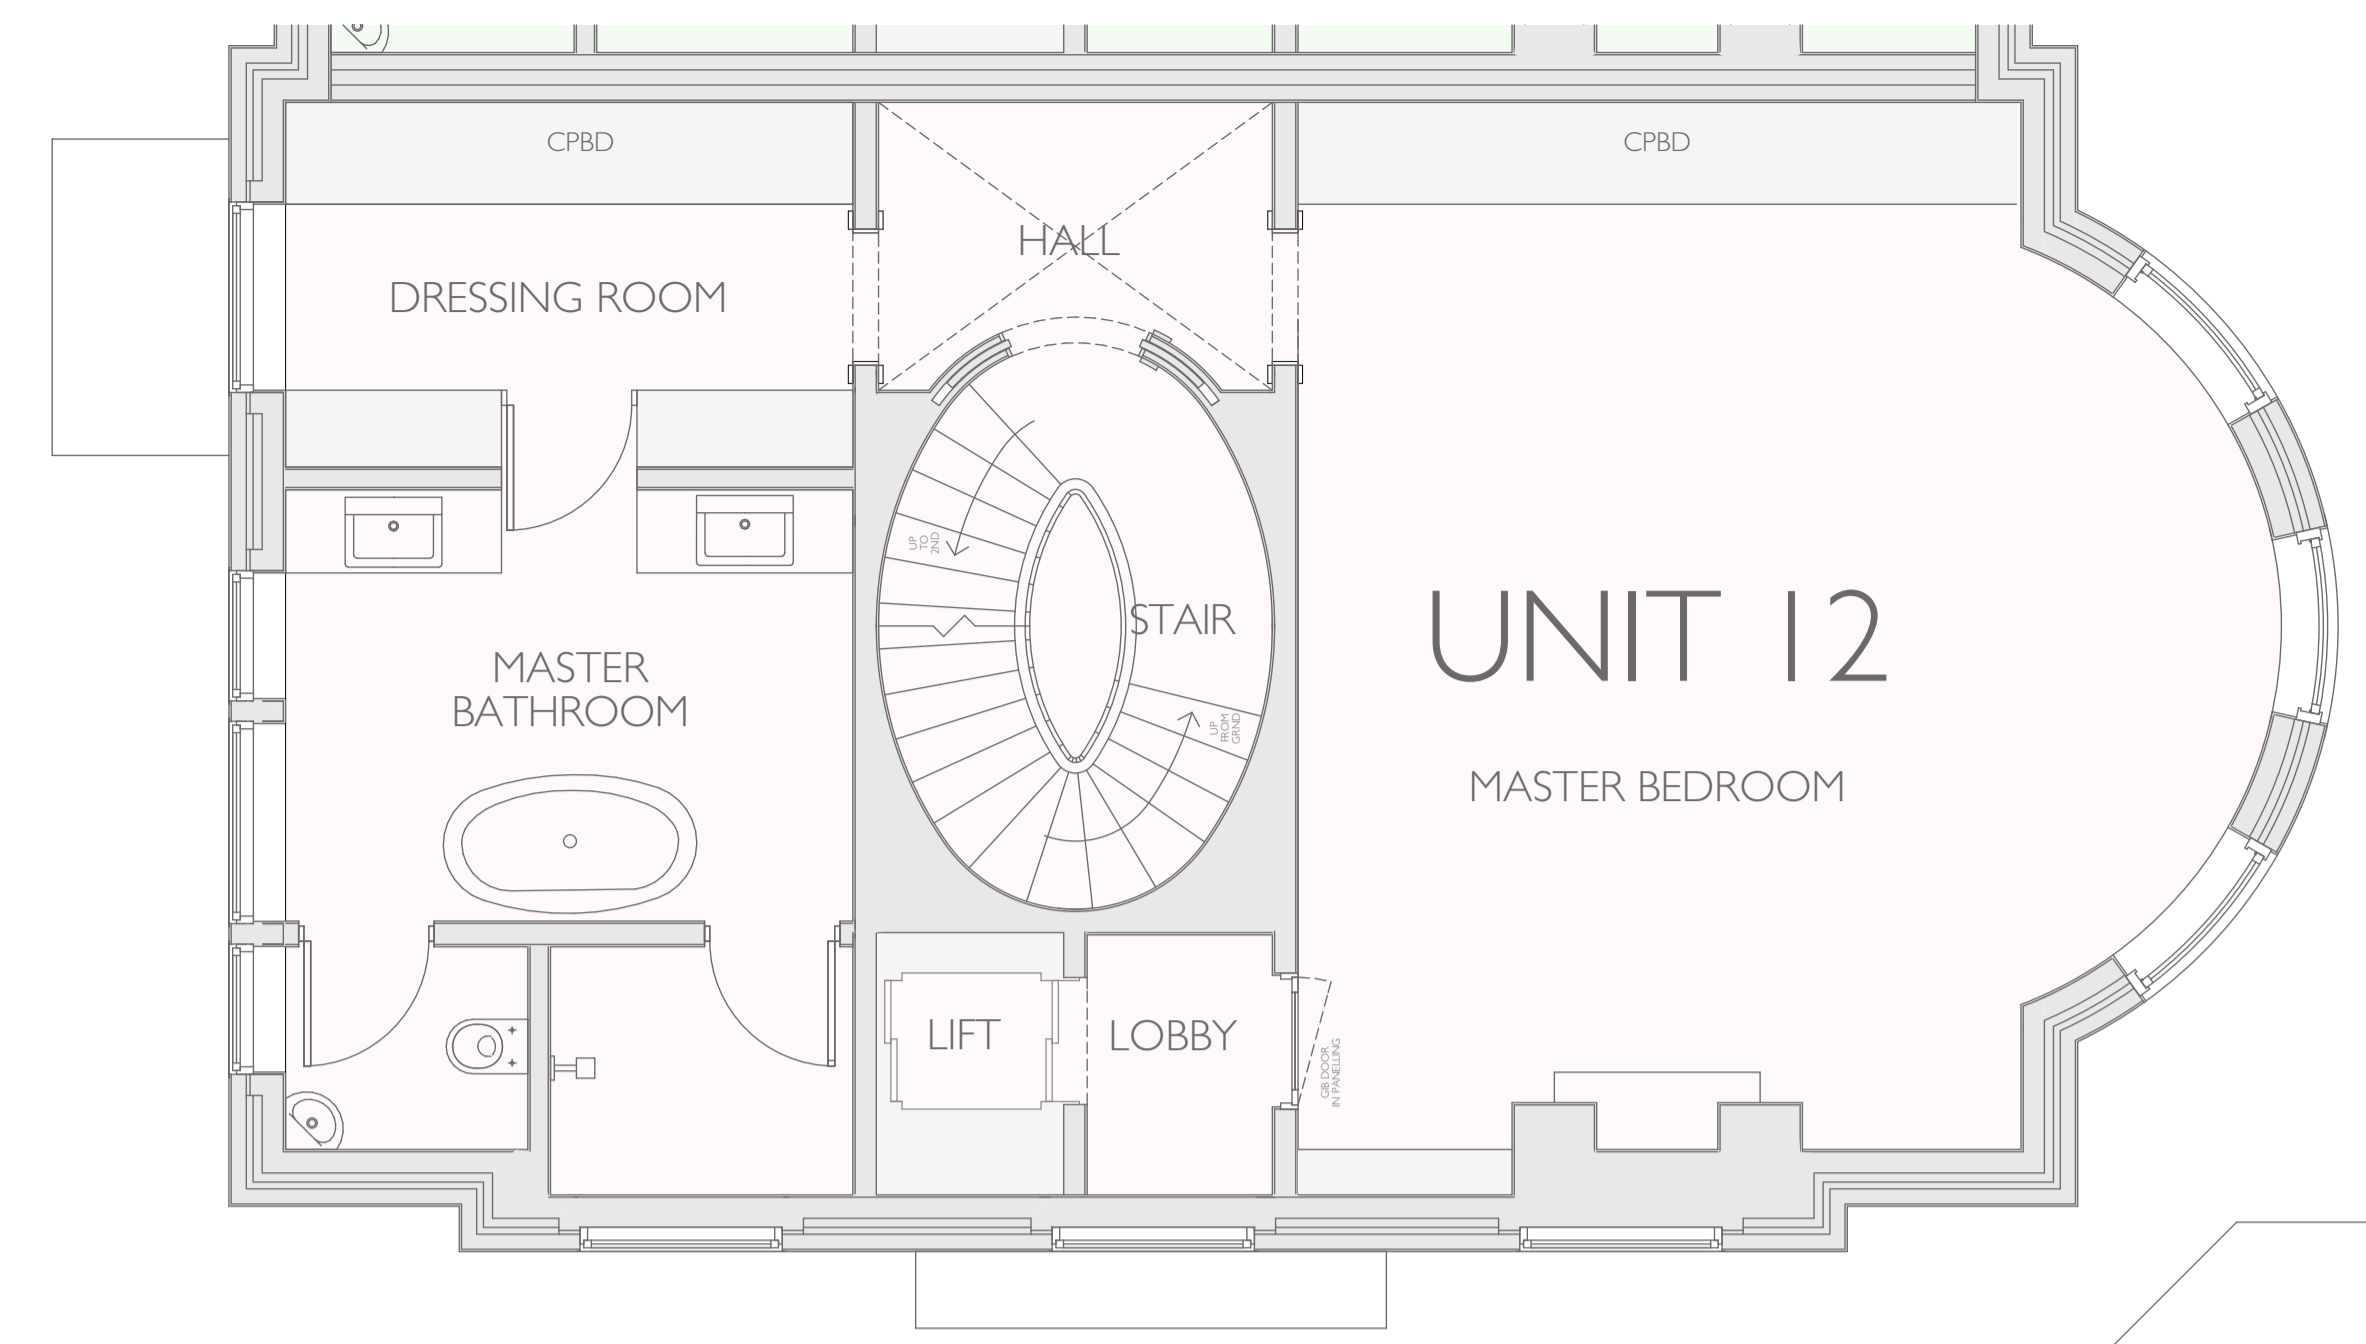 CPBD
CPBD
HALL
DRESSING ROOM
UP
TO
2ND
STAIR
UNIT 12
MASTER
BATHROOM
UP
FROM
GRND
MASTER BEDROOM
LIFT
LOBBY
GIB DOOR
IN PANELLING